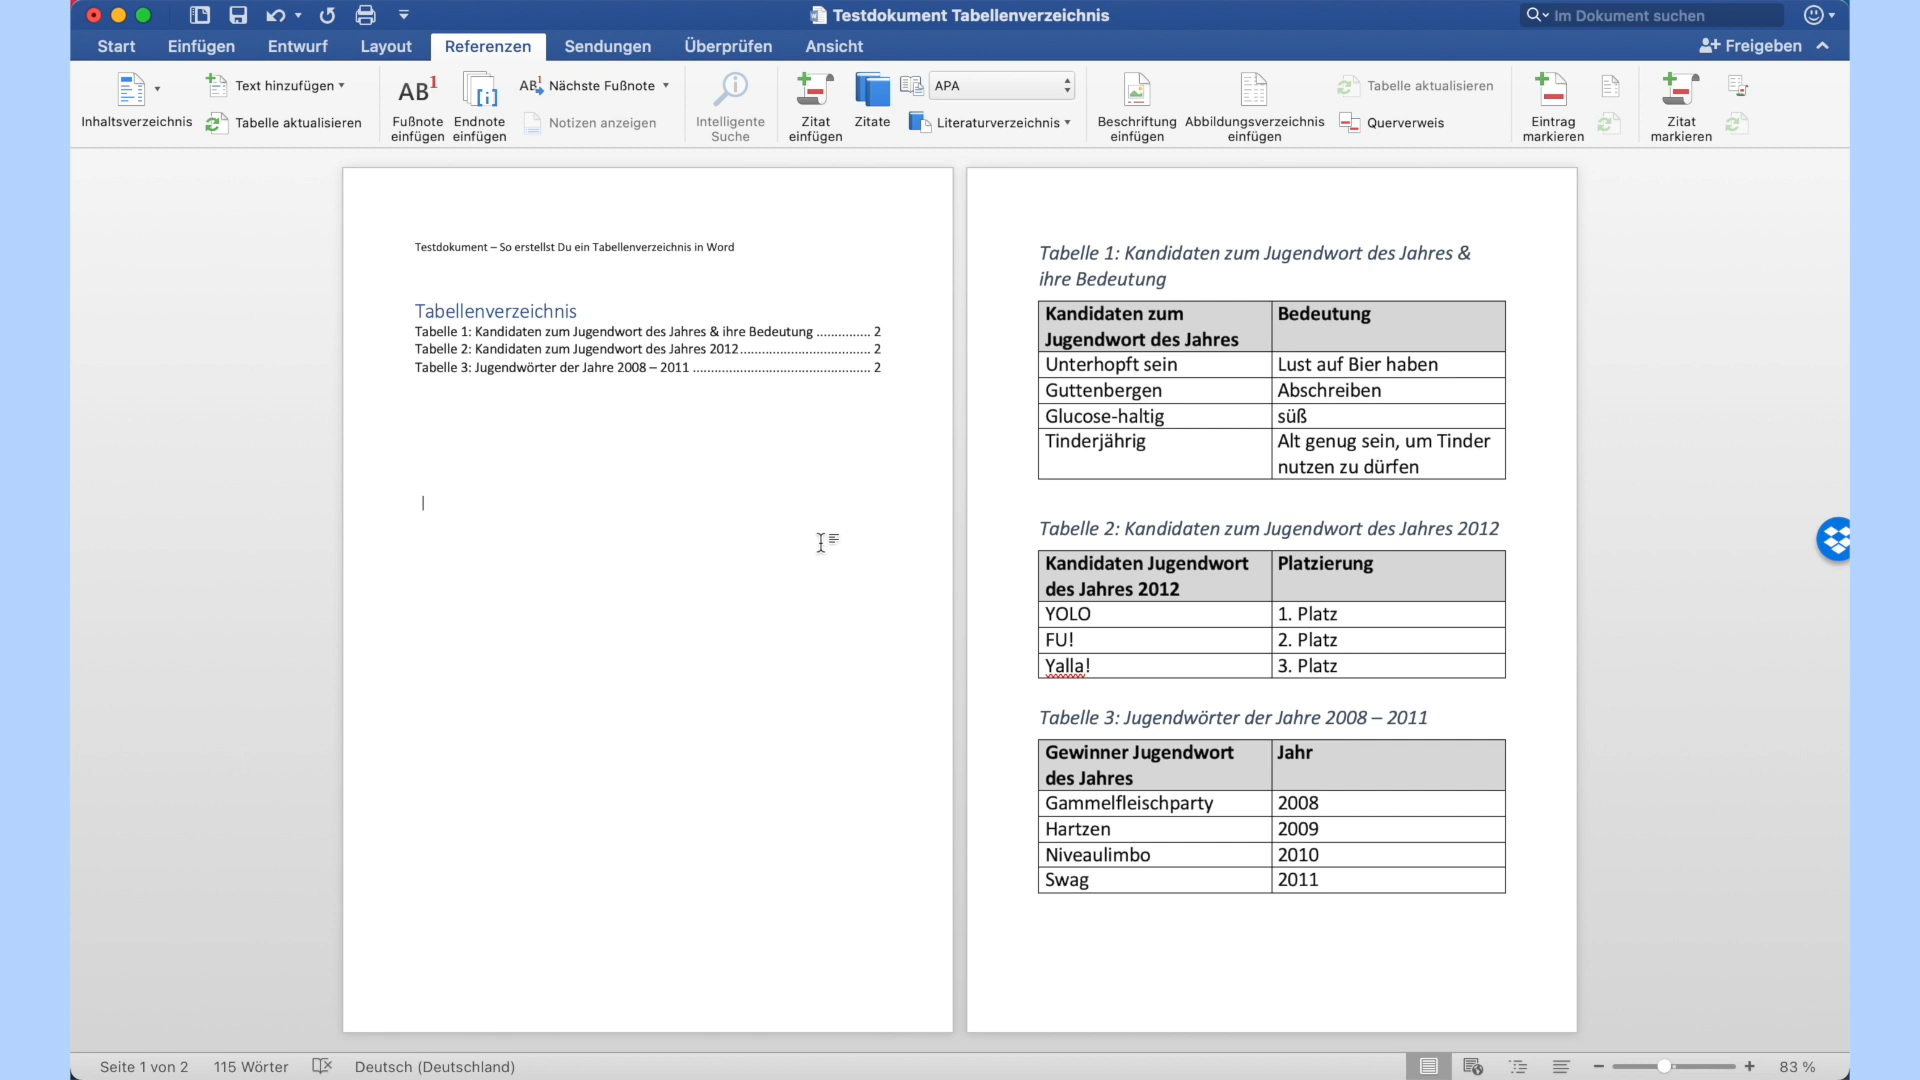 Testdokument Tabellenverzeichnis
Im Dokument suchen
Start Einfügen Entwurf Layout Referenzen Sendungen Überprüfen Ansicht Freigeben
Inhaltsverzeichnis
Text hinzufügen
Tabelle aktualisieren
AB1
Fußnote
einfügen
[i]
Endnote
einfügen
AB1 Nächste Fußnote
Notizen anzeigen
Intelligente
Suche
Zitat
einfügen
Zitate
APA
Literaturverzeichnis
Beschriftung
einfügen
Abbildungsverzeichnis
einfügen
Tabelle aktualisieren
Querverweis
Eintrag
markieren
Zitat
markieren
Testdokument – So erstellst Du ein Tabellenverzeichnis in Word
Tabellenverzeichnis
Tabelle 1: Kandidaten zum Jugendwort des Jahres & ihre Bedeutung ............... 2
Tabelle 2: Kandidaten zum Jugendwort des Jahres 2012.................................... 2
Tabelle 3: Jugendwörter der Jahre 2008 – 2011 ................................................. 2
Tabelle 1: Kandidaten zum Jugendwort des Jahres &
ihre Bedeutung
Kandidaten zum Bedeutung
Jugendwort des Jahres
Unterhopft sein Lust auf Bier haben
Guttenbergen Abschreiben
Glucose-haltig süß
Tinderjährig Alt genug sein, um Tinder
nutzen zu dürfen
Tabelle 2: Kandidaten zum Jugendwort des Jahres 2012
Kandidaten Jugendwort Platzierung
des Jahres 2012
YOLO 1. Platz
FU! 2. Platz
Yalla! 3. Platz
Tabelle 3: Jugendwörter der Jahre 2008 – 2011
Gewinner Jugendwort Jahr
des Jahres
Gammelfleischparty 2008
Hartzen 2009
Niveaulimbo 2010
Swag 2011
Seite 1 von 2 115 Wörter Deutsch (Deutschland) 83 %